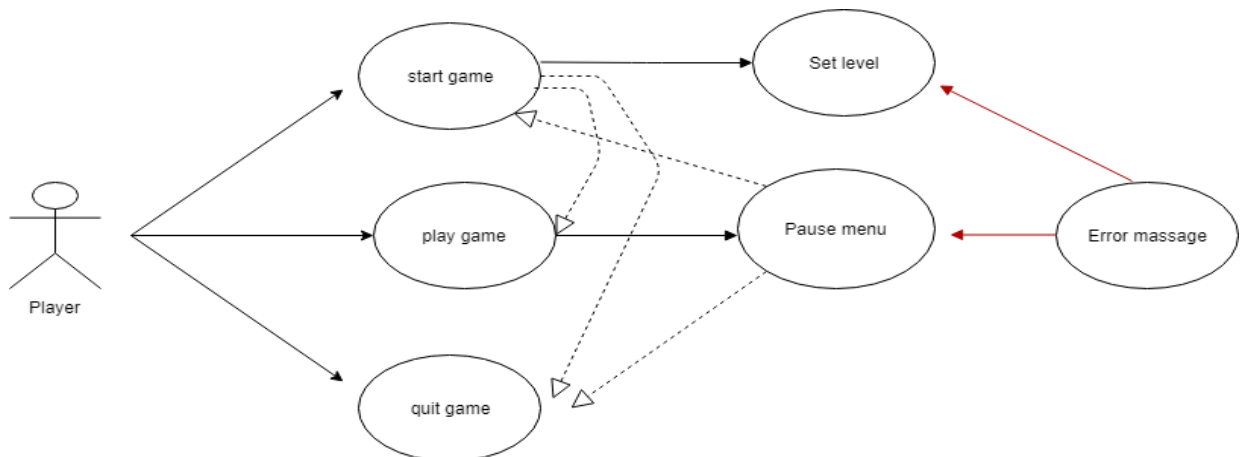 start game
Set level
play game
Pause menu
Error massage
Player
quit game